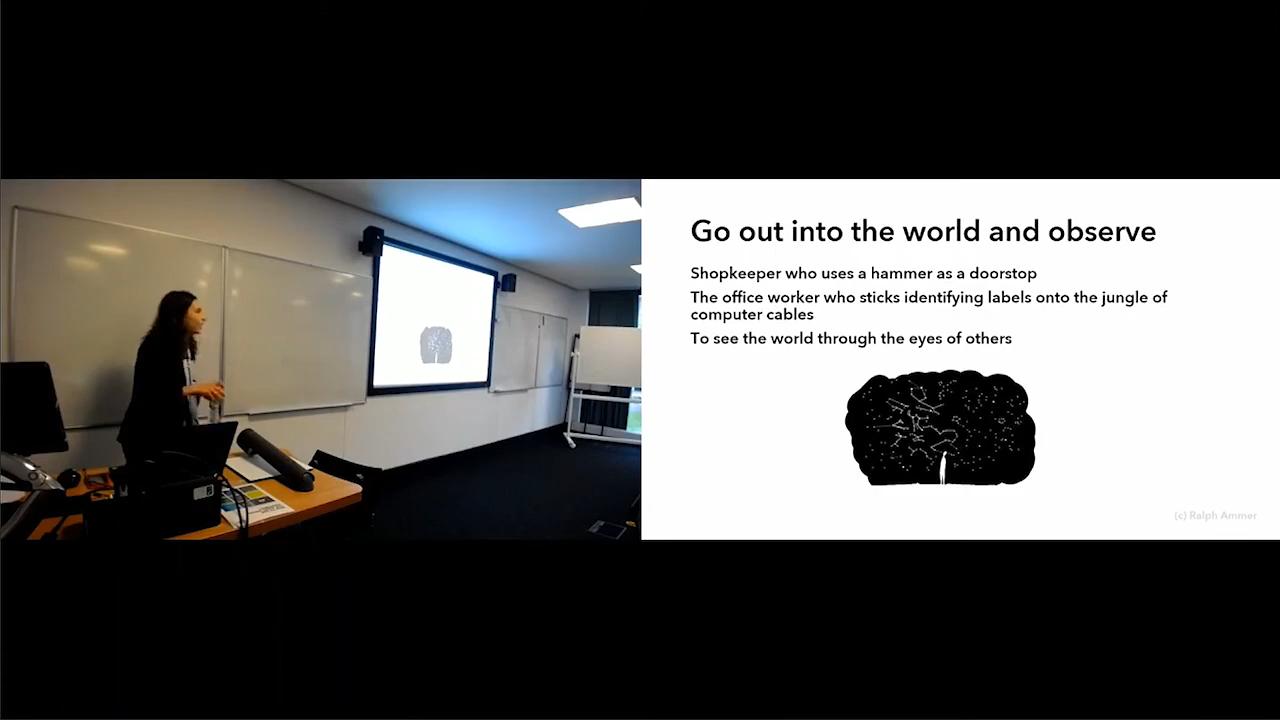 Go out into the world and observe
Shopkeeper who uses a hammer as a doorstop
The office worker who sticks identifying labels onto the jungle of
computer cables
To see the world through the eyes of others
(c) Ralph Ammer